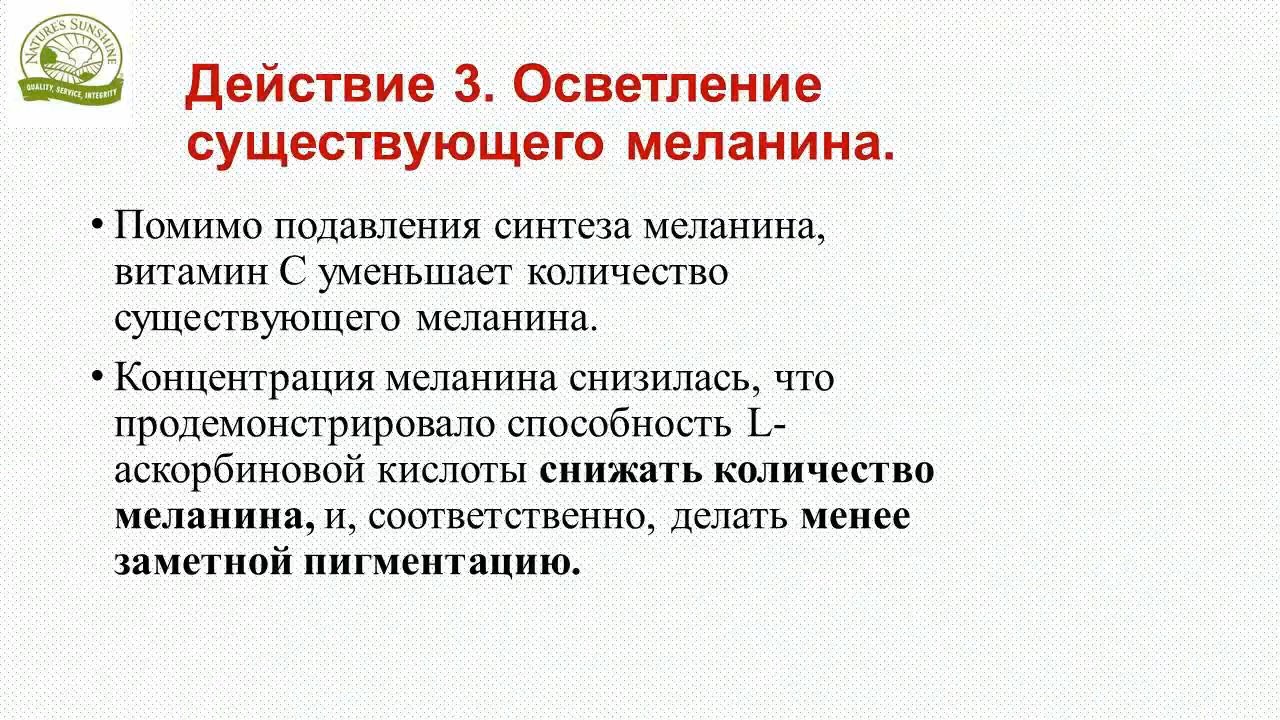 NATURE'S SUNSHINE
QUALITY, SERVICE, INTEGRITY
Действие 3. Осветление
существующего меланина.
• Помимо подавления синтеза меланина,
витамин С уменьшает количество
существующего меланина.
• Концентрация меланина снизилась, что
продемонстрировало способность L-
аскорбиновой кислоты снижать количество
меланина, и, соответственно, делать менее
заметной пигментацию.